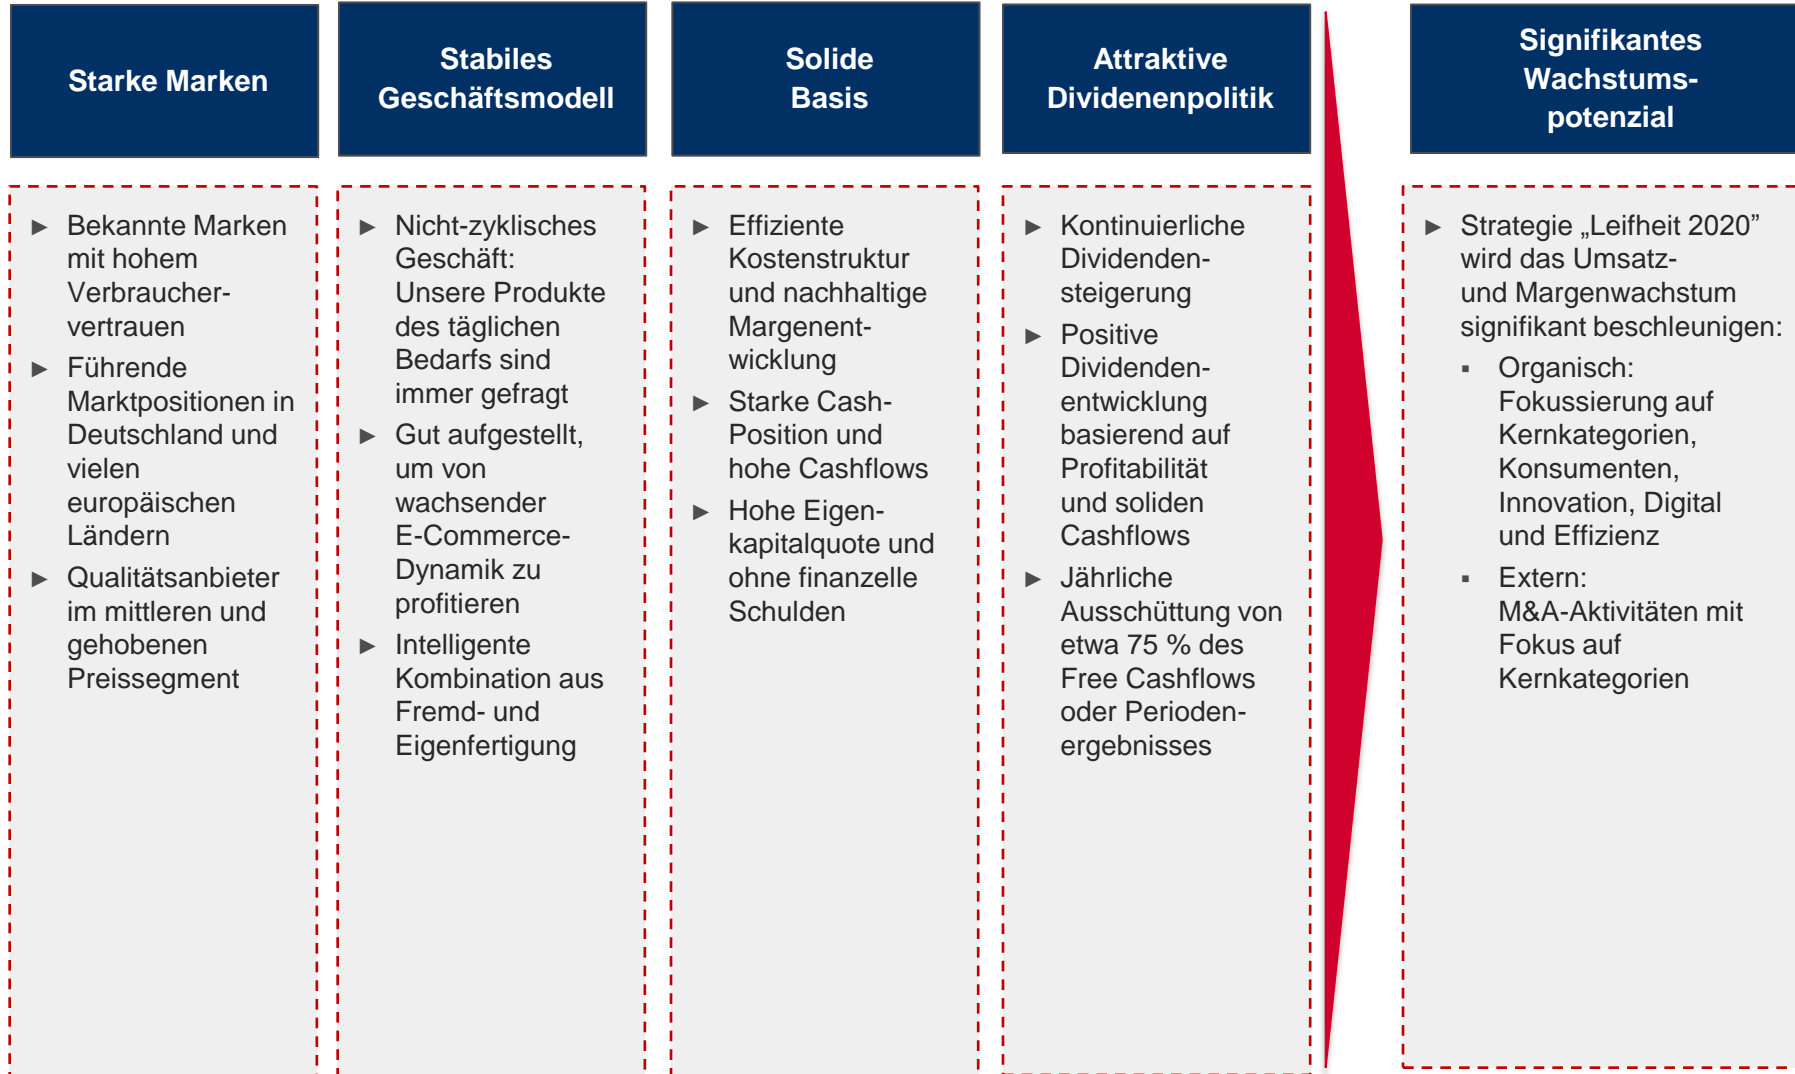 Starke Marken
► Bekannte Marken
mit hohem
Verbraucher-
vertrauen
► Führende
Marktpositionen in
Deutschland und
vielen
europäischen
Ländern
► Qualitätsanbieter
im mittleren und
gehobenen
Preissegment
Stabiles
Geschäftsmodell
► Nicht-zyklisches
Geschäft:
Unsere Produkte
des täglichen
Bedarfs sind
immer gefragt
► Gut aufgestellt,
um von
wachsender
E-Commerce-
Dynamik zu
profitieren
► Intelligente
Kombination aus
Fremd- und
Eigenfertigung
Solide
Basis
► Effiziente
Kostenstruktur
und nachhaltige
Margenent-
wicklung
► Starke Cash-
Position und
hohe Cashflows
► Hohe Eigen-
kapitalquote und
ohne finanzelle
Schulden
Attraktive
Dividenenpolitik
► Kontinuierliche
Dividenden-
steigerung
► Positive
Dividenden-
entwicklung
basierend auf
Profitabilität
und soliden
Cashflows
► Jährliche
Ausschüttung von
etwa 75 % des
Free Cashflows
oder Perioden-
ergebnisses
Signifikantes
Wachstums-
potenzial
► Strategie „Leifheit 2020”
wird das Umsatz-
und Margenwachstum
signifikant beschleunigen:
▪ Organisch:
Fokussierung auf
Kernkategorien,
Konsumenten,
Innovation, Digital
und Effizienz
▪ Extern:
M&A-Aktivitäten mit
Fokus auf
Kernkategorien